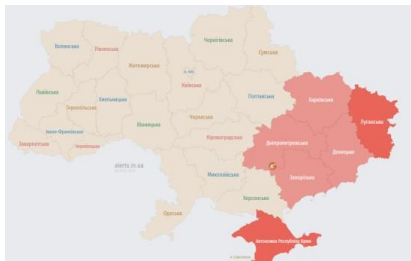 Чернігівська
Волинська
Рівненська
Сумська
Житомирська
м. Київ
Київська
Львівська
Полтавська
Харківська
Тернопільська
Хмельницька
Луганська
Черкаська
Івано-Франківська
Вінницька
Кіровоградська
Дніпропетровська
Закарпатська
Чернівецька
Донецька
alerts.in.ua
Миколаївська
Запорізька
Херсонська
Одеська
Автономна Республіка Крим